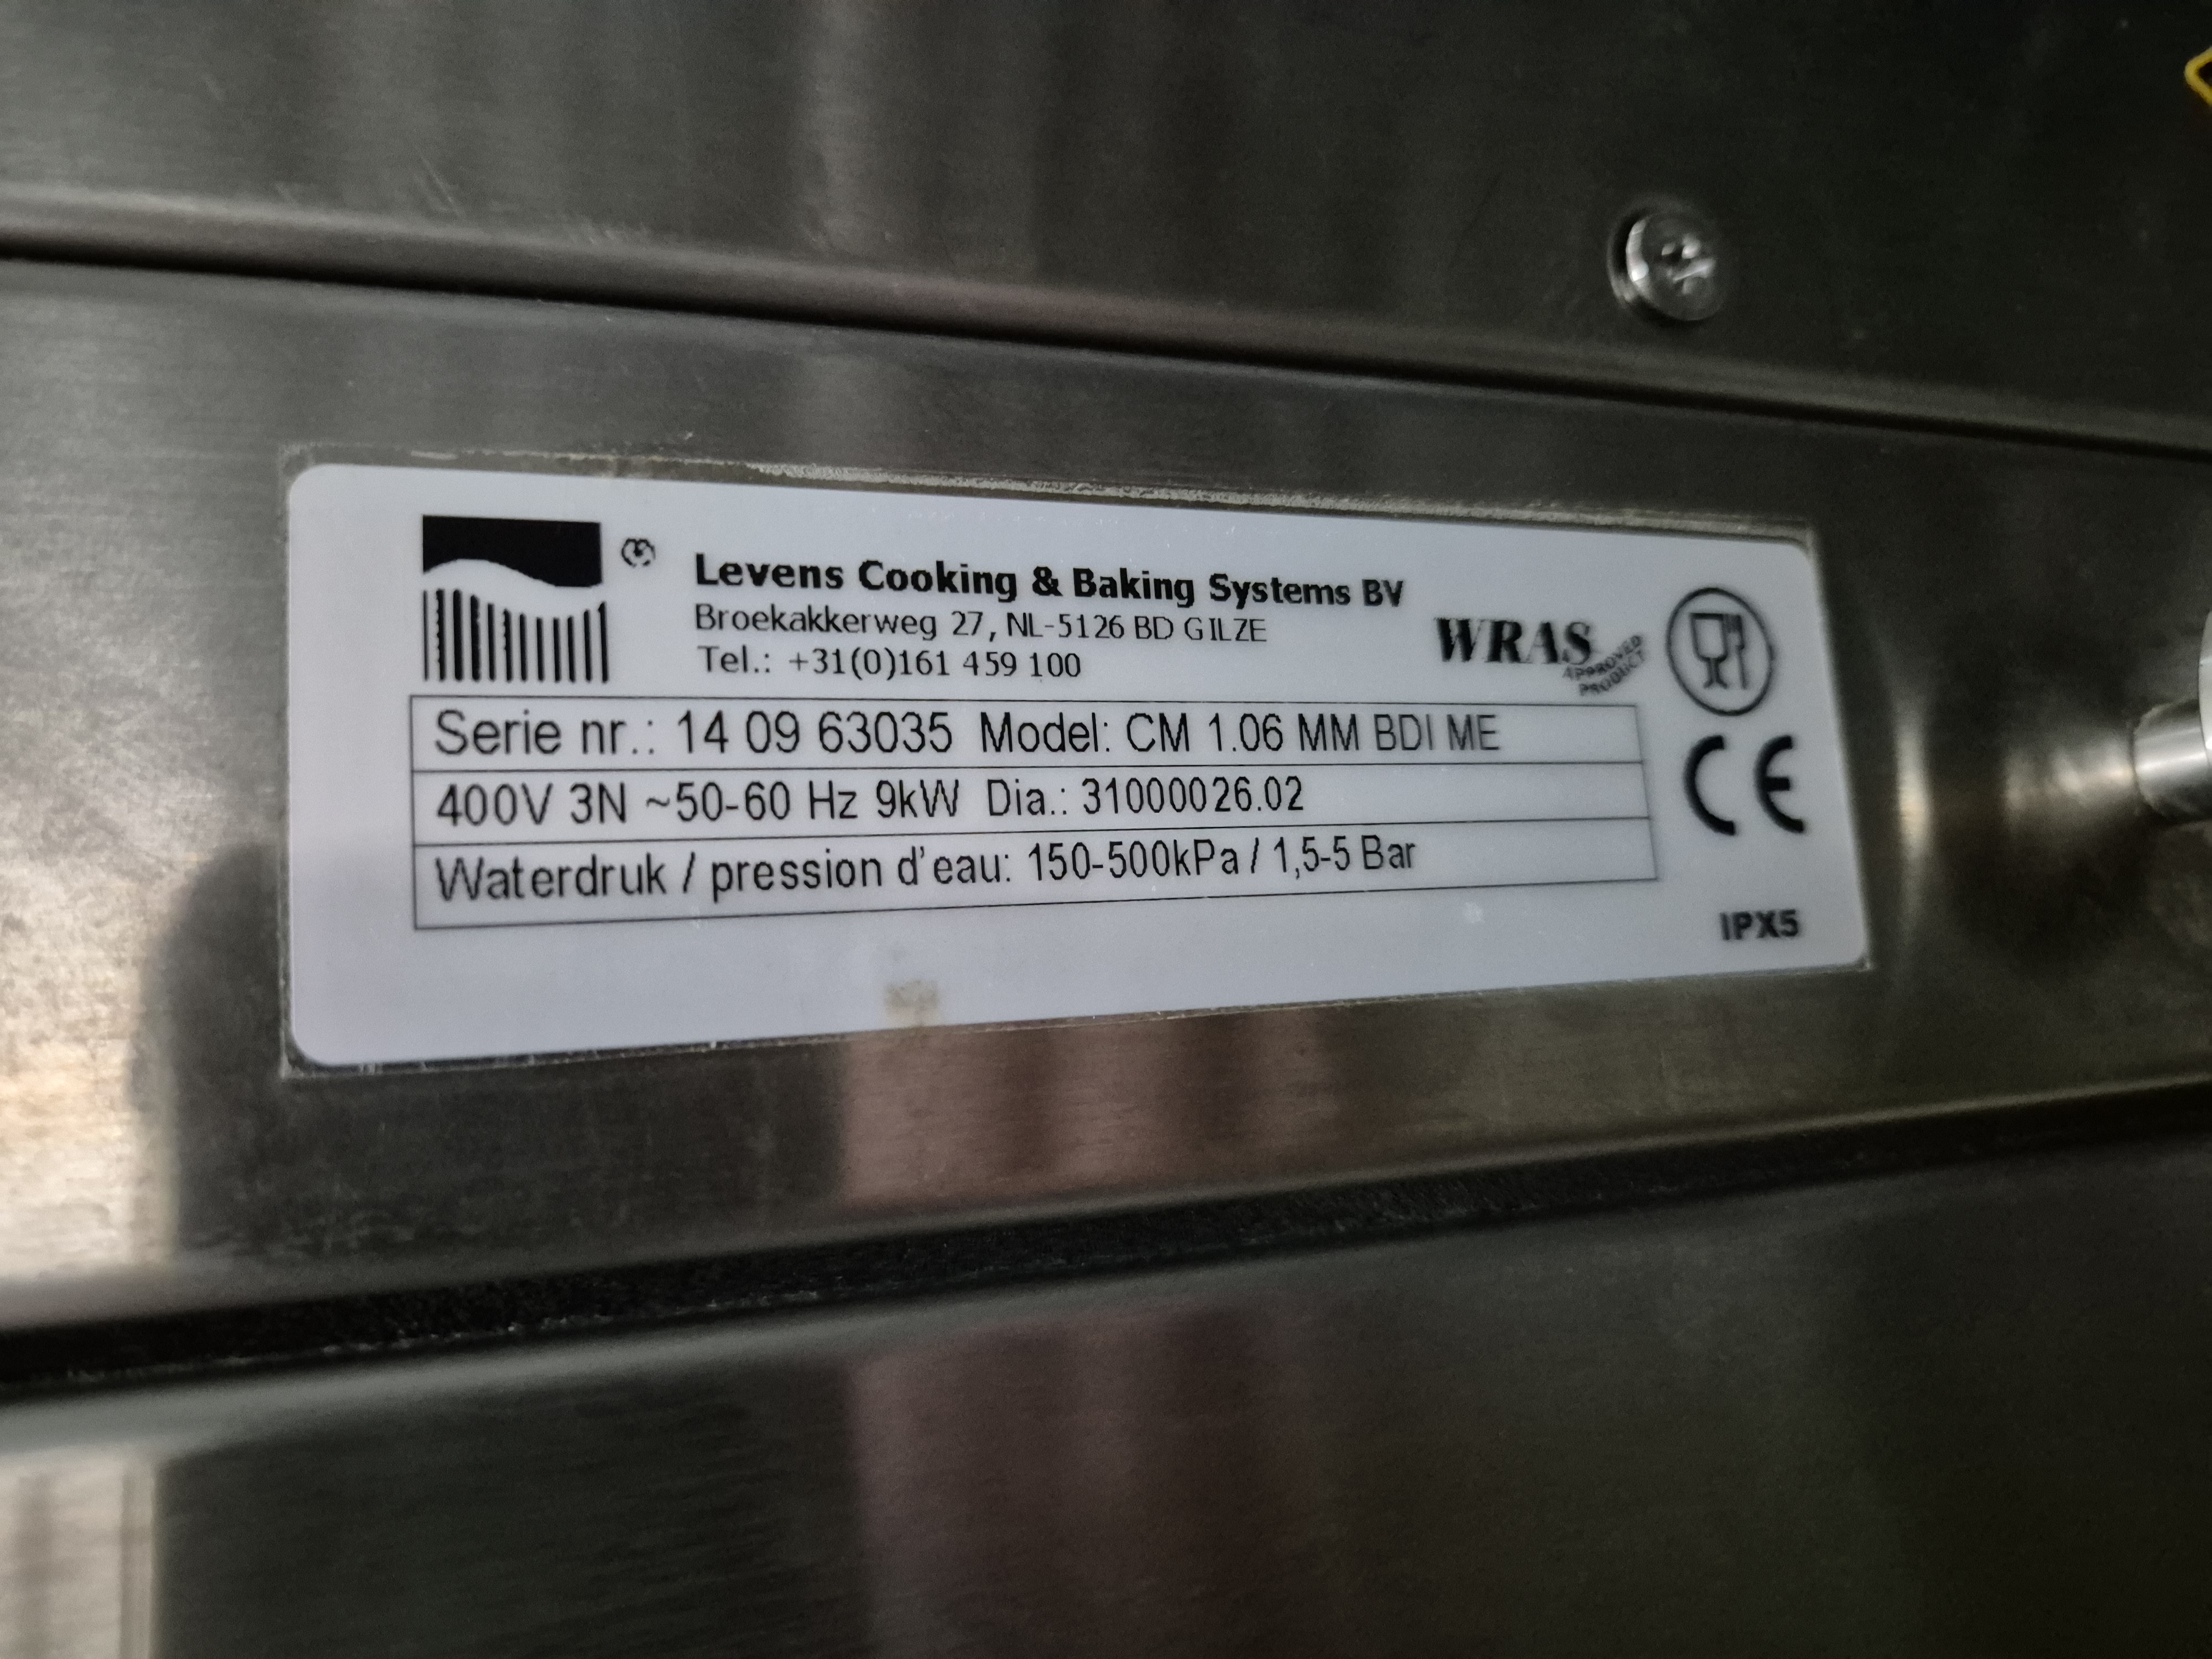 Levens Cooking & Baking Systems BV
Broekakkerweg 27, NL-5126 BD GILZE
Tel.: +31(0)161 459 100
WRAS
APPROVED
PRODUCT
Serie nr.: 14 09 63035 Model: CM 1.06 MM BDI ME
400V 3N ~50-60 Hz 9kW Dia.: 31000026.02
Waterdruk / pression d'eau: 150-500kPa / 1,5-5 Bar
CE
IPX5